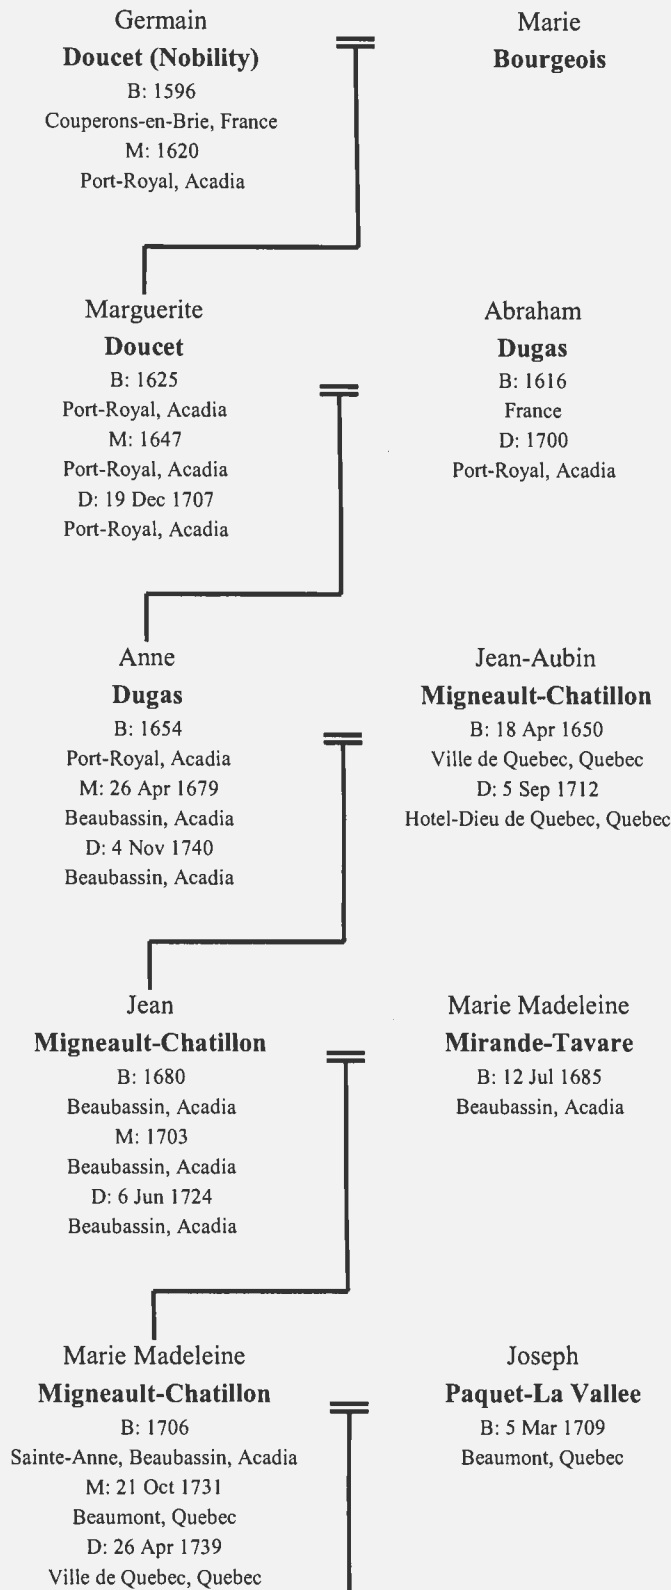 Germain
Doucet (Nobility)
B: 1596
Couperons-en-Brie, France
M: 1620
Port-Royal, Acadia
Marie
Bourgeois
Marguerite
Doucet
B: 1625
Port-Royal, Acadia
M: 1647
Port-Royal, Acadia
D: 19 Dec 1707
Port-Royal, Acadia
Abraham
Dugas
B: 1616
France
D: 1700
Port-Royal, Acadia
Anne
Dugas
B: 1654
Port-Royal, Acadia
M: 26 Apr 1679
Beaubassin, Acadia
D: 4 Nov 1740
Beaubassin, Acadia
Jean-Aubin
Migneault-Chatillon
B: 18 Apr 1650
Ville de Quebec, Quebec
D: 5 Sep 1712
Hotel-Dieu de Quebec, Quebec
Jean
Migneault-Chatillon
B: 1680
Beaubassin, Acadia
M: 1703
Beaubassin, Acadia
D: 6 Jun 1724
Beaubassin, Acadia
Marie Madeleine
Mirande-Tavare
B: 12 Jul 1685
Beaubassin, Acadia
Marie Madeleine
Migneault-Chatillon
B: 1706
Sainte-Anne, Beaubassin, Acadia
M: 21 Oct 1731
Beaumont, Quebec
D: 26 Apr 1739
Ville de Quebec, Quebec
Joseph
Paquet-La Vallee
B: 5 Mar 1709
Beaumont, Quebec